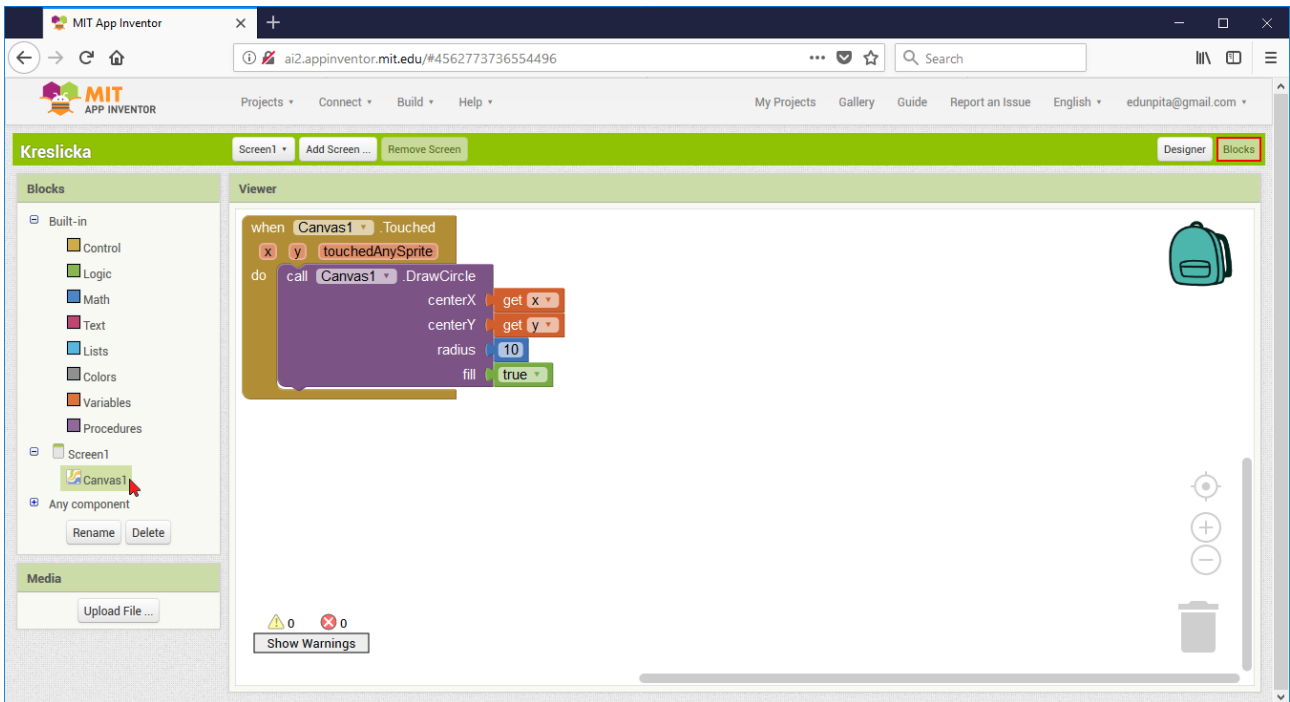 MIT App Inventor
ai2.appinventor.mit.edu/#4562773736554496
Search
MIT
APP INVENTOR
Projects Connect Build Help My Projects Gallery Guide Report an Issue English edunpita@gmail.com
Kreslicka Screen1 Add Screen ... Remove Screen Designer Blocks
Blocks
Built-in
Control
Logic
Math
Text
Lists
Colors
Variables
Procedures
Screen1
Canvas1
Any component
Rename Delete
Media
Upload File ...
Viewer
when Canvas1 .Touched
x y touchedAnySprite
do call Canvas1 .DrawCircle
centerX get x
centerY get y
radius 10
fill true
0 0
Show Warnings